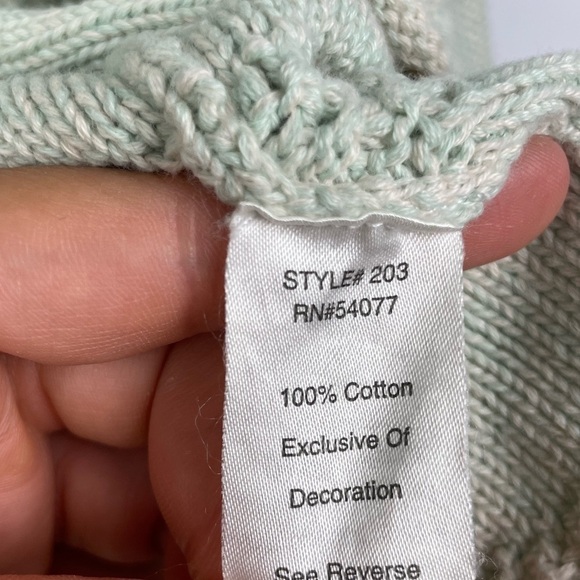 STYLE# 203
RN#54077
100% Cotton
Exclusive Of
Decoration
See Reverse